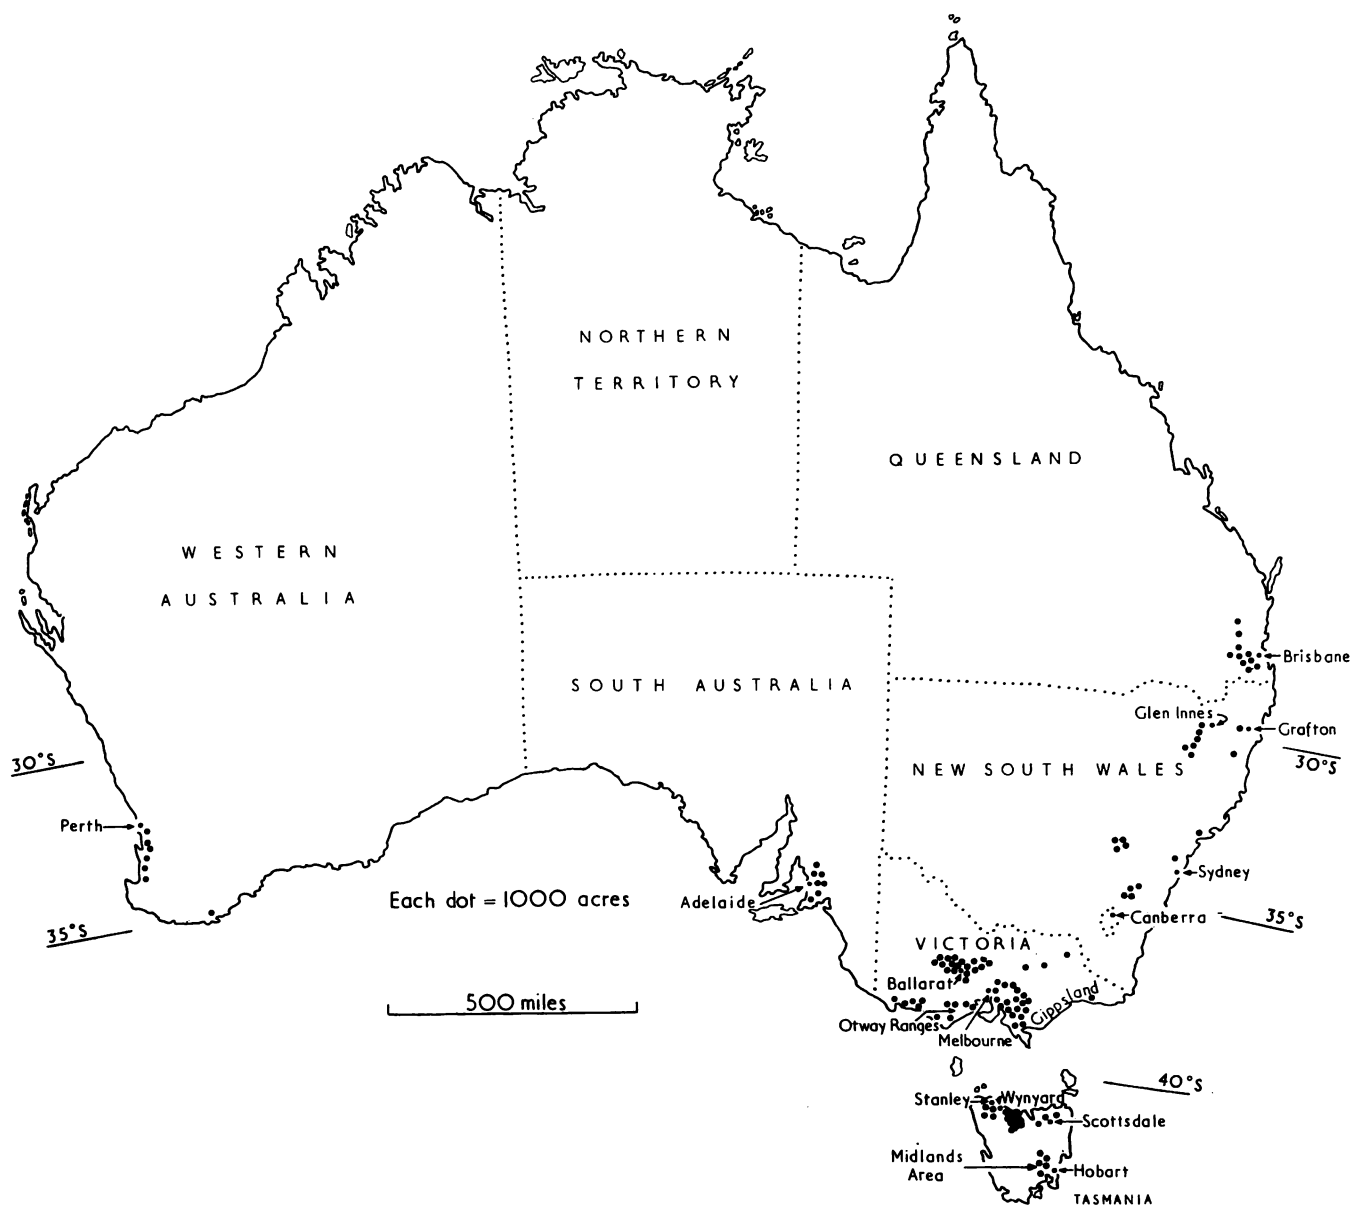 NORTHERN
TERRITORY
QUEENSLAND
WESTERN
AUSTRALIA
SOUTH AUSTRALIA
Brisbane
Glen Innes
Grafton
30°S
30°S
NEW SOUTH WALES
Perth
Sydney
Each dot = 1000 acres
Adelaide
Canberra
35°S
35°S
VICTORIA
Ballarat
500 miles
Gippsland
Otway Ranges
Melbourne
40°S
Stanley
Wynyard
Scottsdale
Midlands
Area
Hobart
TASMANIA